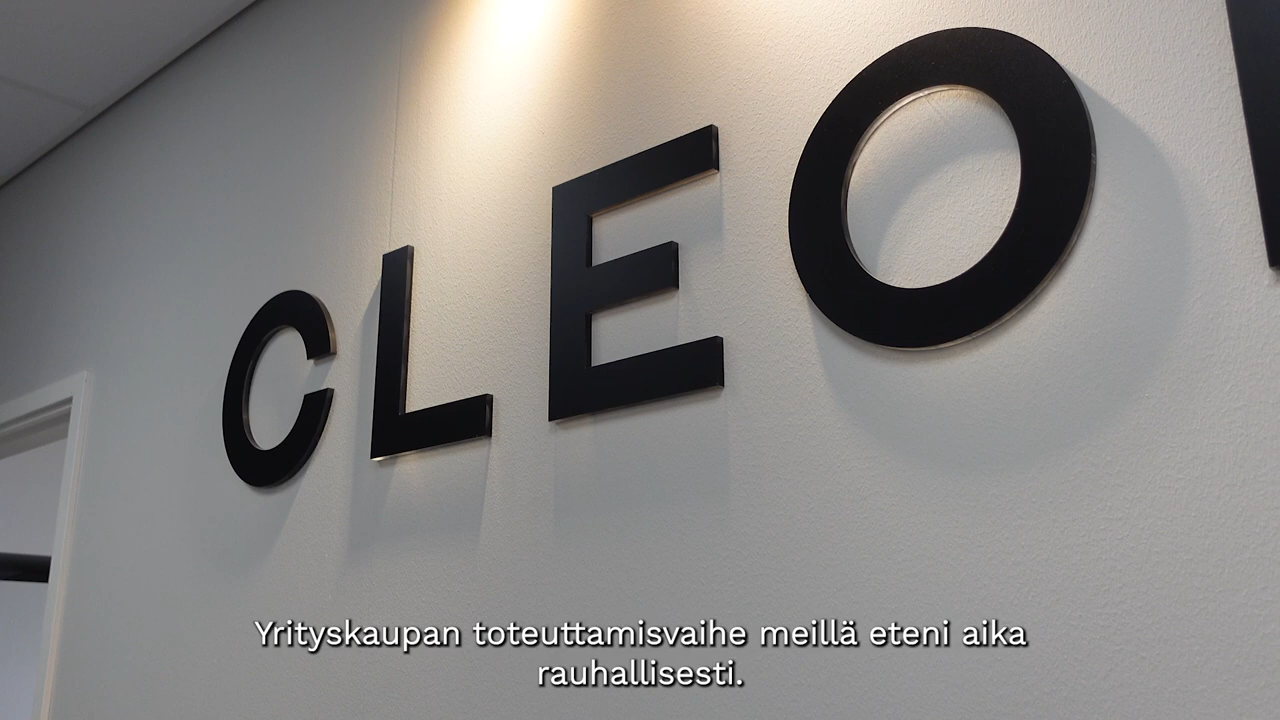 CLEO
Yrityskaupan toteuttamisvaihe meillä eteni aika
rauhallisesti.